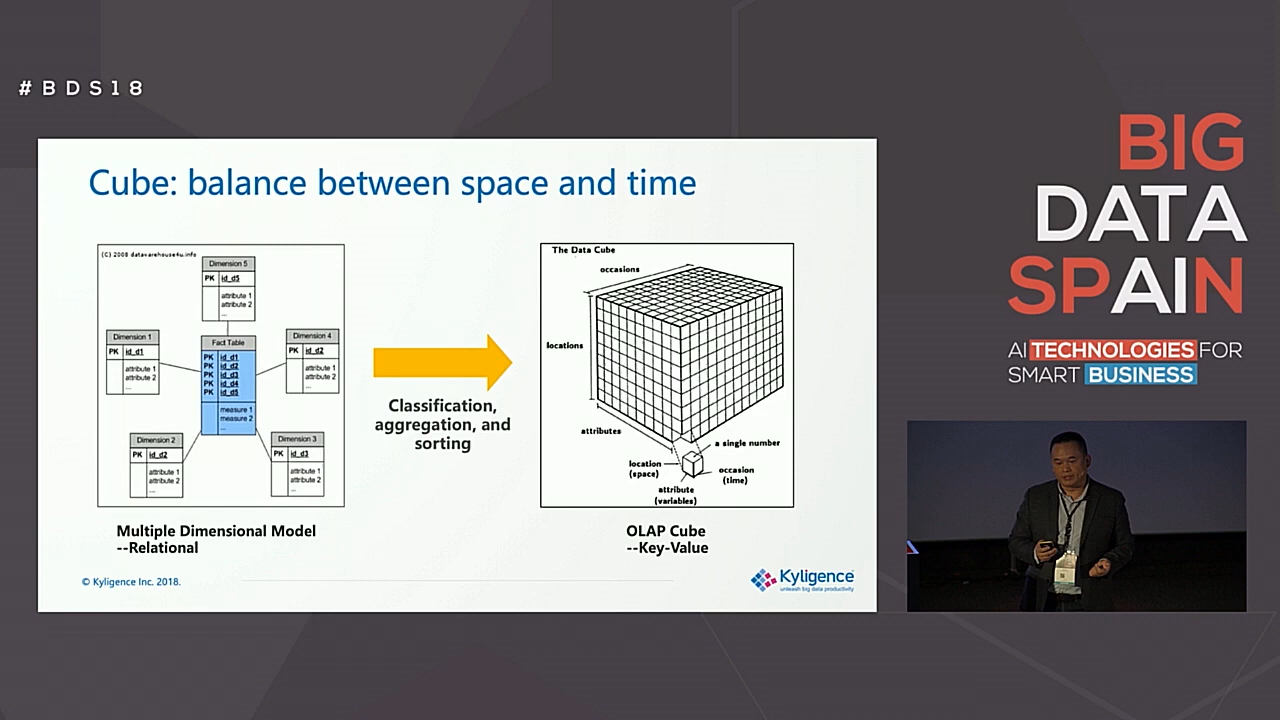 #BDS18
BIG
DATA
SPAIN
AI TECHNOLOGIES FOR
SMART BUSINESS
Cube: balance between space and time
(C) 2008 datawarehouse4u.info
Dimension 5
PK id_d5
attribute 1
attribute 2
...
Dimension 1
PK id_d1
attribute 1
attribute 2
...
Fact Table
PK id_d1
PK id_d2
PK id_d3
PK id_d4
PK id_d5
measure 1
measure 2
...
Dimension 4
PK id_d2
attribute 1
attribute 2
...
Dimension 2
PK id_d2
attribute 1
attribute 2
...
Dimension 3
PK id_d3
attribute 1
attribute 2
...
Multiple Dimensional Model
--Relational
Classification,
aggregation, and
sorting
The Data Cube
occasions
locations
attributes
a single number
location
(space)
occasion
(time)
attribute
(variables)
OLAP Cube
--Key-Value
© Kyligence Inc. 2018.
Kyligence
unleash big data productivity